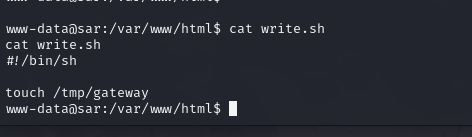 www-data@sar:/var/www/html$ cat write.sh
cat write.sh
#!/bin/sh
touch /tmp/gateway
www-data@sar:/var/www/html$